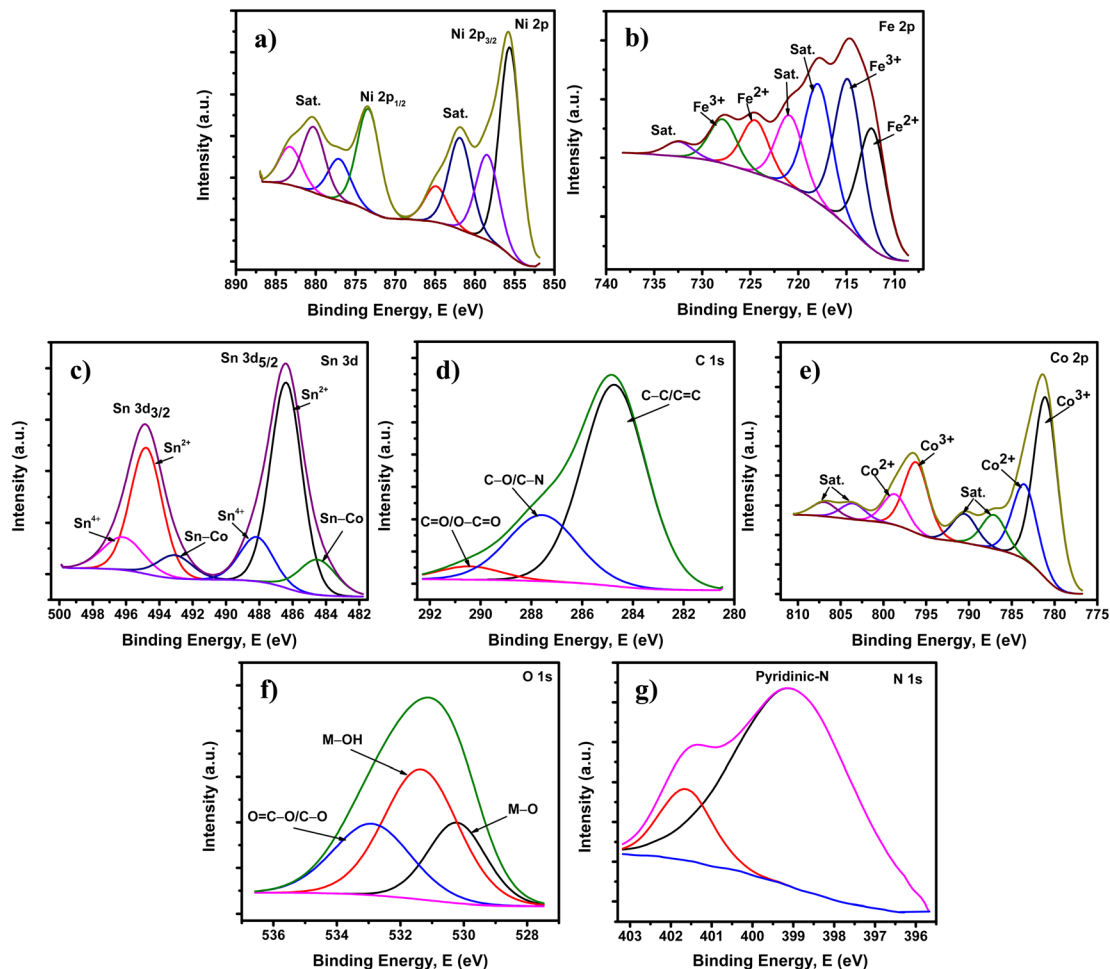 a)
Ni 2p3/2
Ni 2p
Sat.
Ni 2p1/2
Sat.
Intensity (a.u.)
890 885 880 875 870 865 860 855 850
Binding Energy, E (eV)
b)
Fe 2p
Sat.
Fe3+
Sat.
Fe3+
Fe2+
Fe2+
Sat.
Intensity (a.u.)
740 735 730 725 720 715 710
Binding Energy, E (eV)
c)
Sn 3d5/2
Sn 3d
Sn2+
Sn 3d3/2
Sn2+
Sn4+
Sn4+
Sn–Co
Sn–Co
Intensity (a.u.)
500 498 496 494 492 490 488 486 484 482
Binding Energy, E (eV)
d)
C 1s
C–C/C=C
C–O/C–N
C=O/O–C=O
Intensity (a.u.)
292 290 288 286 284 282 280
Binding Energy, E (eV)
e)
Co 2p
Co3+
Co3+
Co2+
Co2+
Sat.
Sat.
Intensity (a.u.)
810 805 800 795 790 785 780 775
Binding Energy, E (eV)
f)
O 1s
M–OH
O=C–O/C–O
M–O
Intensity (a.u.)
536 534 532 530 528
Binding Energy, E (eV)
g)
Pyridinic-N
N 1s
Intensity (a.u.)
403 402 401 400 399 398 397 396
Binding Energy, E (eV)